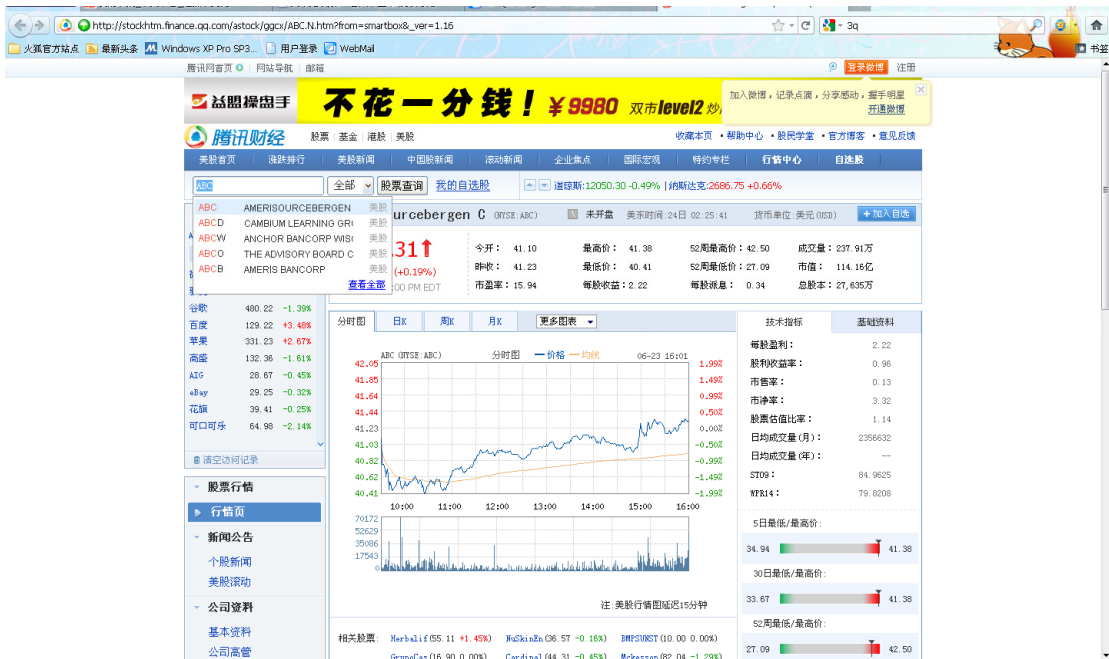 http://stockhtm.finance.qq.com/astock/ggcx/ABC.N.htm?from=smartbox&_ver=1.16
3q
火狐官方站点 最新头条 Windows XP Pro SP3... 用户登录 WebMail
书签
腾讯网首页 网站导航 邮箱
登录微博 注册
益盟操盘手 不花一分钱! ¥9980 双市level2 炒
加入微博,记录点滴,分享感动,握手明星
开通微博
腾讯财经 股票 基金 港股 美股
收藏本页 •帮助中心 •股民学堂 •官方博客 •意见反馈
美股首页 涨跌排行 美股新闻 中国股新闻 滚动新闻 企业焦点 国际宏观 特约专栏 行情中心 自选股
ABC 全部 股票查询 我的自选股 道琼斯:12050.30 -0.49% |纳斯达克:2686.75 +0.66%
ABC AMERISOURCEBERGEN 美股
ABCD CAMBIUM LEARNING GR 美股
ABCW ANCHOR BANCORP WIS 美股
ABCO THE ADVISORY BOARD C 美股
ABCB AMERIS BANCORP 美股
查看全部
urcebergen C (NYSE:ABC) 未开盘 美东时间:24日 02:25:41 货币单位:美元(USD) +加入自选
.31↑
(+0.19%)
:00 PM EDT
今开: 41.10 最高价: 41.38 52周最高价:42.50 成交量:237.91万
昨收: 41.23 最低价: 40.41 52周最低价:27.09 市值: 114.16亿
市盈率:15.94 每股收益:2.22 每股派息: 0.34 总股本:27,635万
谷歌 480.22 -1.39%
百度 129.22 +3.48%
苹果 331.23 +2.67%
高盛 132.36 -1.61%
AIG 28.67 -0.45%
eBay 29.25 -0.32%
花旗 39.41 -0.25%
可口可乐 64.98 -2.14%
清空访问记录
股票行情
行情页
新闻公告
个股新闻
美股滚动
公司资料
基本资料
公司高管
分时图 日K 周K 月K 更多图表
ABC (NYSE:ABC) 分时图 价格 均线 06-23 16:01
42.05 1.99%
41.85 1.49%
41.64 0.99%
41.44 0.50%
41.23 0.00%
41.03 -0.50%
40.82 -0.99%
40.62 -1.49%
40.41 -1.99%
10:00 11:00 12:00 13:00 14:00 15:00 16:00
70172
52629
35086
17543
0
注:美股行情图延迟15分钟
相关股票: Herbalif(55.11 +1.45%) NuSkinEn(36.57 -0.16%) BMPSUNST(10.00 0.00%)
GrupoCas(16.90 0.00%) Cardinal(44.31 -0.45%) Mckesson(82.04 -1.29%)
技术指标 基础资料
每股盈利: 2.22
股利收益率: 0.96
市售率: 0.13
市净率: 3.32
股票估值比率: 1.14
日均成交量(月): 2356632
日均成交量(年): --
STO9: 84.9625
WPR14: 79.8208
5日最低/最高价:
34.94 41.38
30日最低/最高价:
33.67 41.38
52周最低/最高价:
27.09 42.50